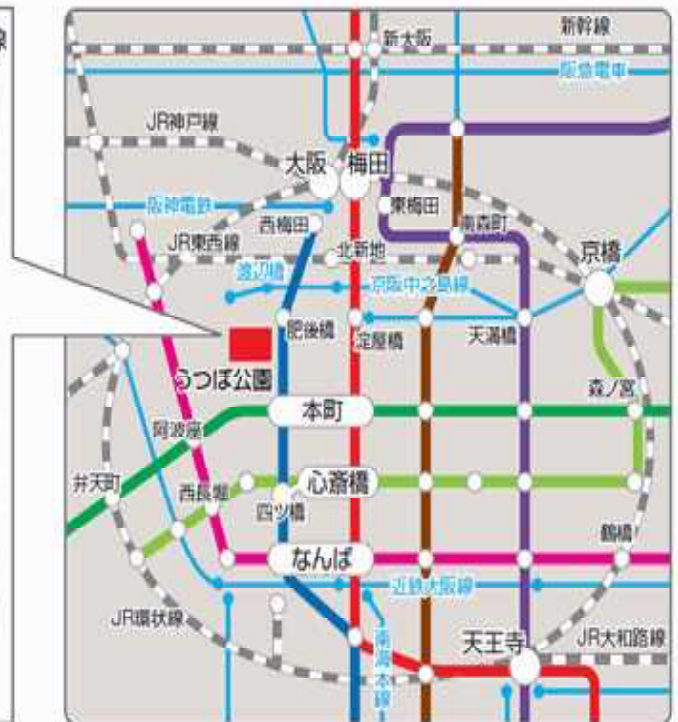 線
新幹線
新大阪
阪急電車
JR神戸線
大阪
梅田
阪神電鉄
東梅田
西梅田
南森町
JR東西線
北新地
京橋
渡辺橋
京阪中之島線
肥後橋
淀屋橋
天満橋
うつぼ公園
森ノ宮
本町
阿波座
弁天町
西長堀
心斎橋
四ツ橋
鶴橋
なんば
近鉄大阪線
JR環状線
南海本線
天王寺
JR大和路線